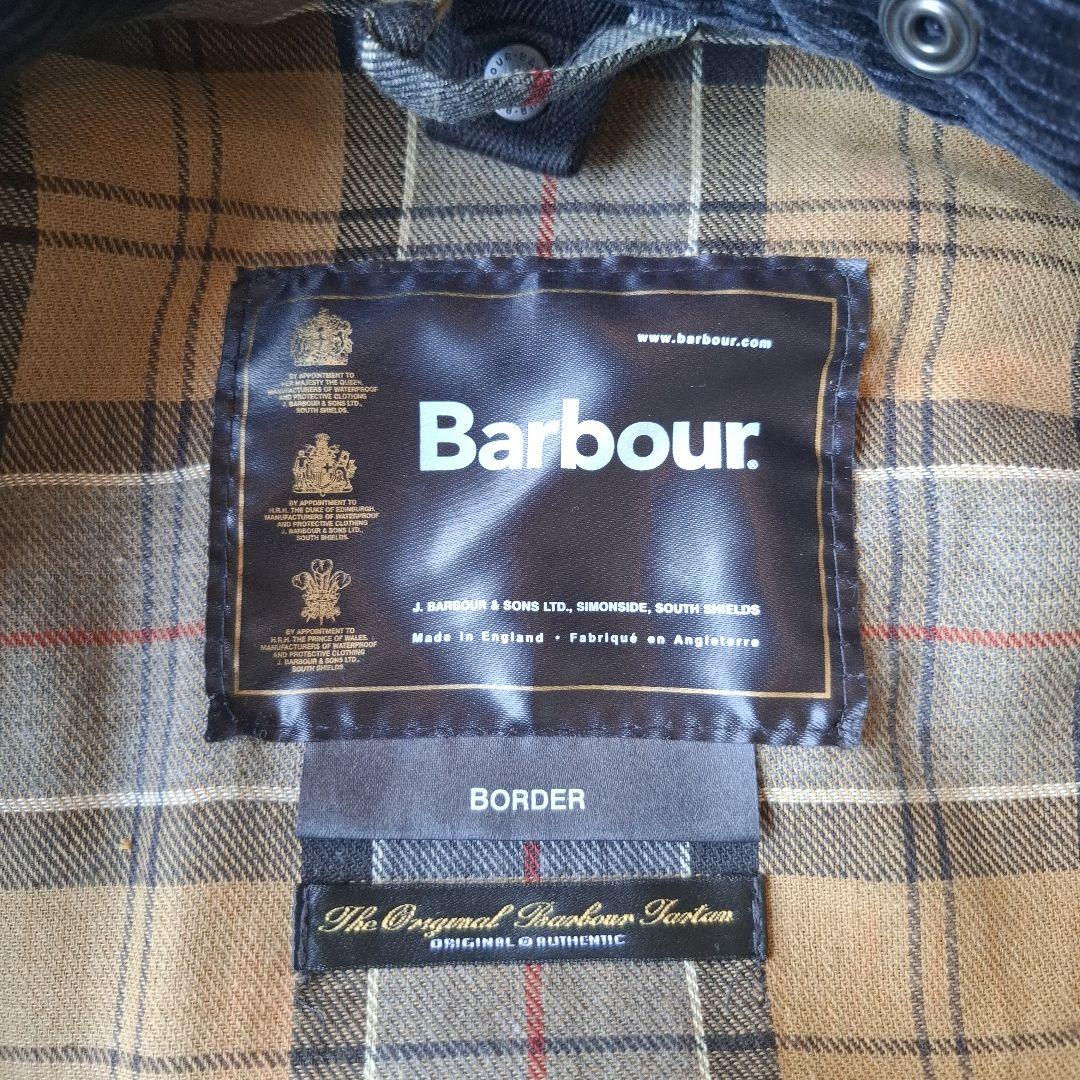 BARBOUR
www.barbour.com
BY APPOINTMENT TO
HER MAJESTY THE QUEEN,
MANUFACTURERS OF WATERPROOF
AND PROTECTIVE CLOTHING
J. BARBOUR & SONS LTD.,
SOUTH SHIELDS.
Barbour®
BY APPOINTMENT TO
H.R.H. THE DUKE OF EDINBURGH,
MANUFACTURERS OF WATERPROOF
AND PROTECTIVE CLOTHING
J. BARBOUR & SONS LTD.,
SOUTH SHIELDS.
BY APPOINTMENT TO
H.R.H. THE PRINCE OF WALES,
MANUFACTURERS OF WATERPROOF
AND PROTECTIVE CLOTHING
J. BARBOUR & SONS LTD.,
SOUTH SHIELDS.
J. BARBOUR & SONS LTD., SIMONSIDE, SOUTH SHIELDS
Made in England • Fabriqué en Angleterre
BORDER
The Original Barbour Tartan
ORIGINAL & AUTHENTIC